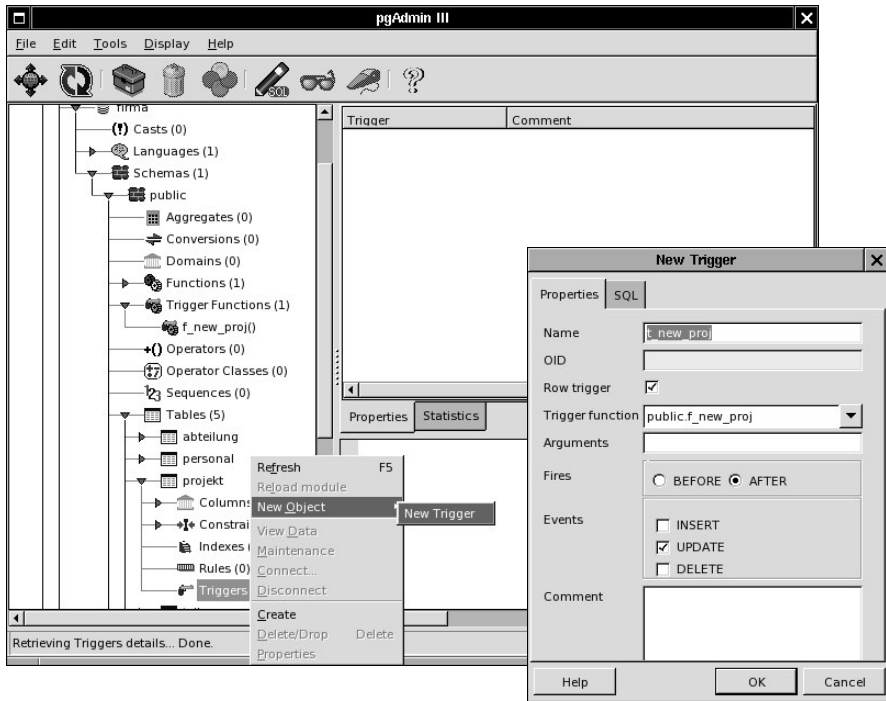 pgAdmin III
File Edit Tools Display Help
SQL
firma
Casts (0)
Languages (1)
Schemas (1)
public
Aggregates (0)
Conversions (0)
Domains (0)
Functions (1)
Trigger Functions (1)
f_new_proj()
Operators (0)
Operator Classes (0)
Sequences (0)
Tables (5)
abteilung
personal
projekt
Columns
Indexes
Rules (0)
Triggers
Retrieving Triggers details... Done.
Trigger Comment
Properties Statistics
Refresh F5
Reload module
New Object
View Data
Maintenance
Connect...
Disconnect
Create
Delete/Drop Delete
Properties
New Trigger
New Trigger
Properties SQL
Name t_new_proj
OID
Row trigger
Trigger function public.f_new_proj
Arguments
Fires BEFORE AFTER
Events INSERT
UPDATE
DELETE
Comment
Help OK Cancel